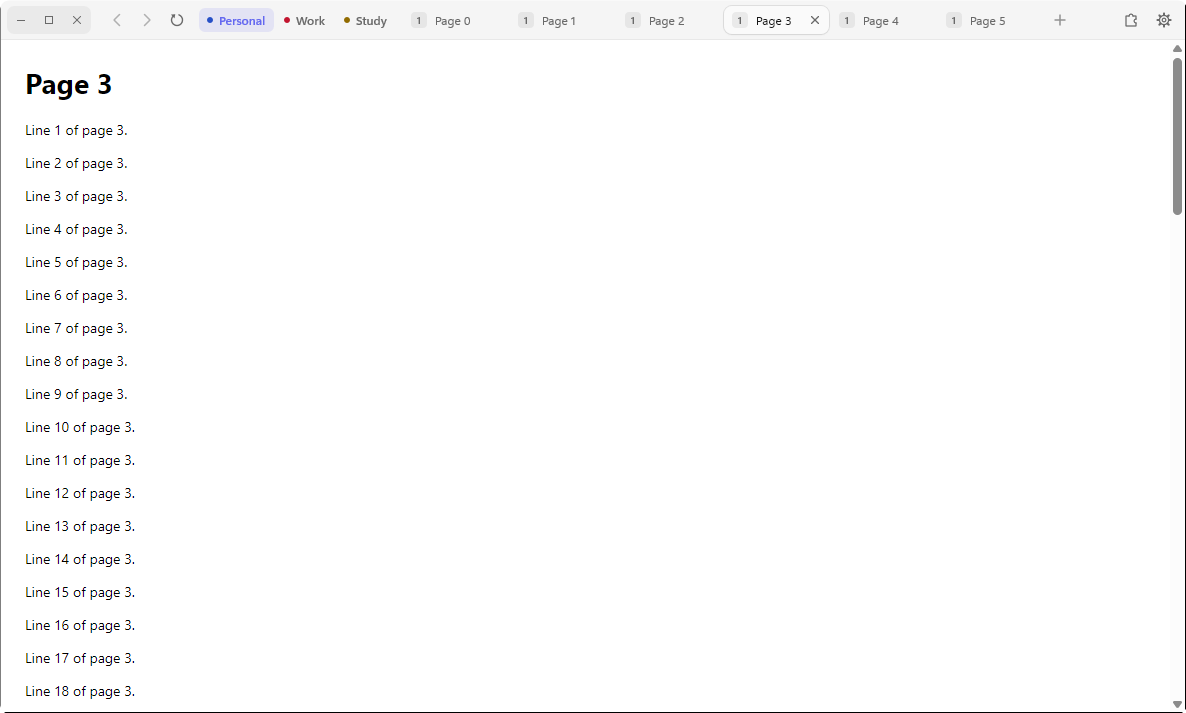 Personal Work Study 1 Page 0 1 Page 1 1 Page 2 1 Page 3 1 Page 4 1 Page 5
Page 3
Line 1 of page 3.
Line 2 of page 3.
Line 3 of page 3.
Line 4 of page 3.
Line 5 of page 3.
Line 6 of page 3.
Line 7 of page 3.
Line 8 of page 3.
Line 9 of page 3.
Line 10 of page 3.
Line 11 of page 3.
Line 12 of page 3.
Line 13 of page 3.
Line 14 of page 3.
Line 15 of page 3.
Line 16 of page 3.
Line 17 of page 3.
Line 18 of page 3.